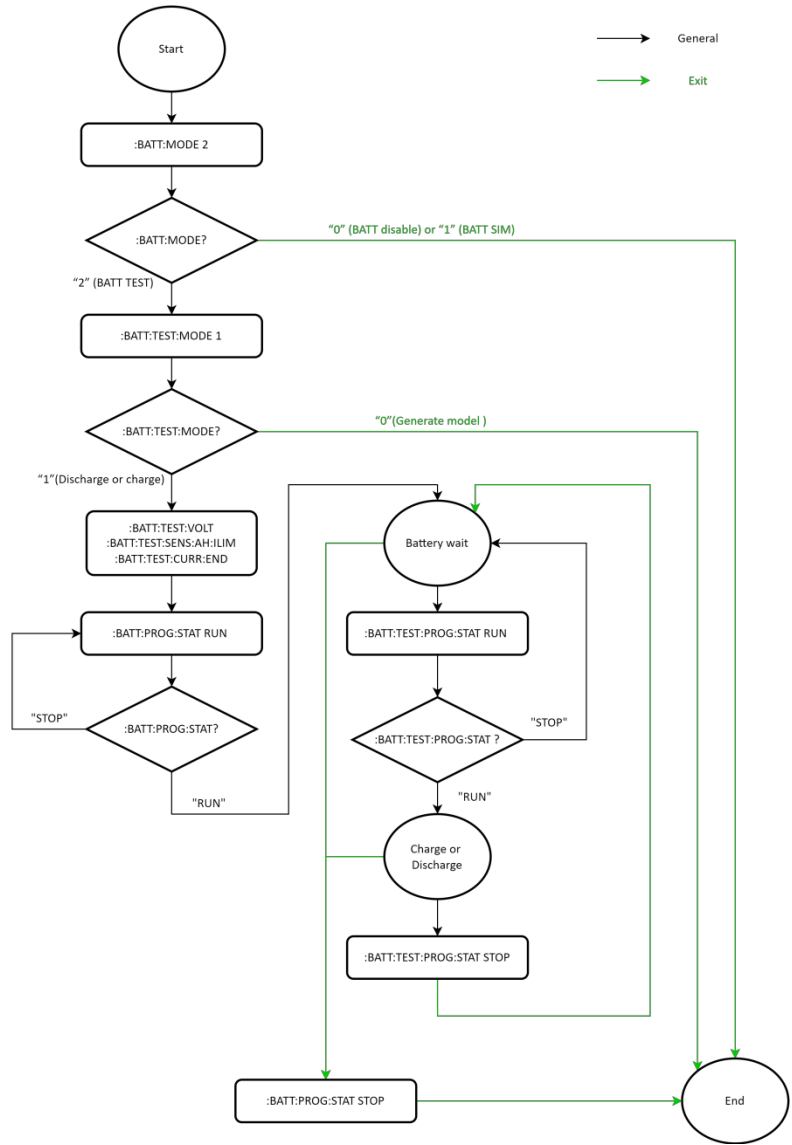 Start
General
Exit
:BATT:MODE 2
:BATT:MODE?
“0” (BATT disable) or “1” (BATT SIM)
“2” (BATT TEST)
:BATT:TEST:MODE 1
:BATT:TEST:MODE?
“0”(Generate model )
“1”(Discharge or charge)
:BATT:TEST:VOLT
:BATT:TEST:SENS:AH:ILIM
:BATT:TEST:CURR:END
Battery wait
:BATT:PROG:STAT RUN
:BATT:TEST:PROG:STAT RUN
"STOP"
:BATT:PROG:STAT?
"RUN"
:BATT:TEST:PROG:STAT ?
"STOP"
"RUN"
Charge or
Discharge
:BATT:TEST:PROG:STAT STOP
:BATT:PROG:STAT STOP
End